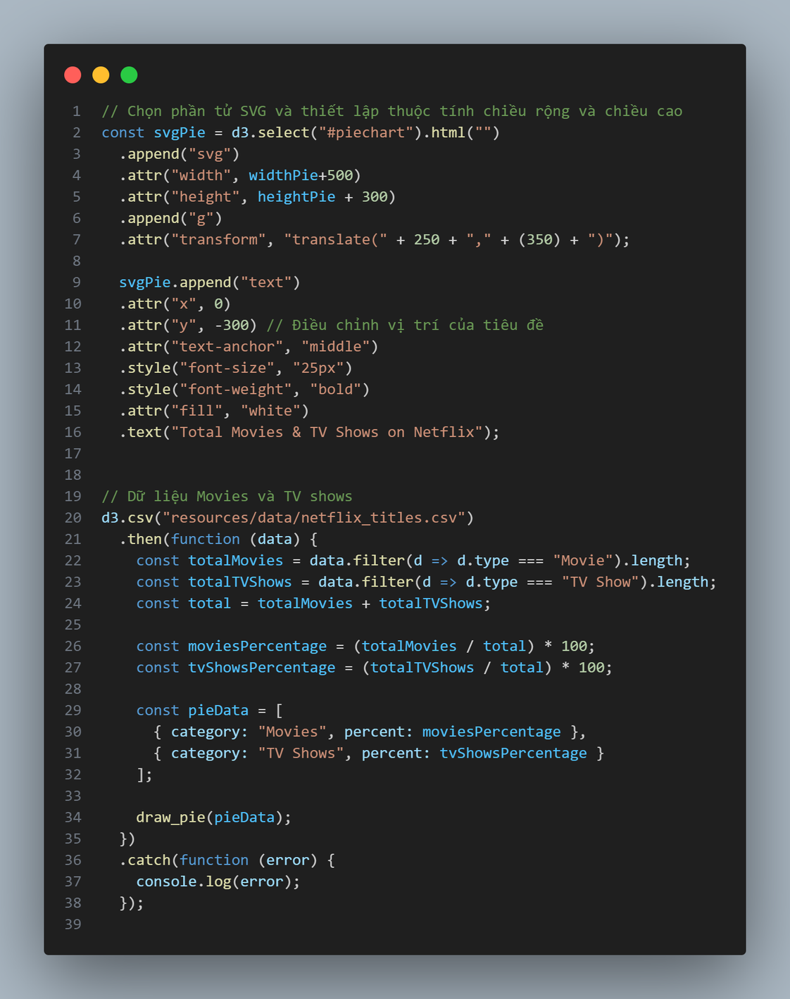 1 // Chọn phần tử SVG và thiết lập thuộc tính chiều rộng và chiều cao
2 const svgPie = d3.select("#piechart").html("")
3   .append("svg")
4   .attr("width", widthPie+500)
5   .attr("height", heightPie + 300)
6   .append("g")
7   .attr("transform", "translate(" + 250 + "," + (350) + ")");
8
9   svgPie.append("text")
10   .attr("x", 0)
11   .attr("y", -300) // Điều chỉnh vị trí của tiêu đề
12   .attr("text-anchor", "middle")
13   .style("font-size", "25px")
14   .style("font-weight", "bold")
15   .attr("fill", "white")
16   .text("Total Movies & TV Shows on Netflix");
17
18
19 // Dữ liệu Movies và TV shows
20 d3.csv("resources/data/netflix_titles.csv")
21   .then(function (data) {
22     const totalMovies = data.filter(d => d.type === "Movie").length;
23     const totalTVShows = data.filter(d => d.type === "TV Show").length;
24     const total = totalMovies + totalTVShows;
25
26     const moviesPercentage = (totalMovies / total) * 100;
27     const tvShowsPercentage = (totalTVShows / total) * 100;
28
29     const pieData = [
30       { category: "Movies", percent: moviesPercentage },
31       { category: "TV Shows", percent: tvShowsPercentage }
32     ];
33
34     draw_pie(pieData);
35   })
36   .catch(function (error) {
37     console.log(error);
38   });
39